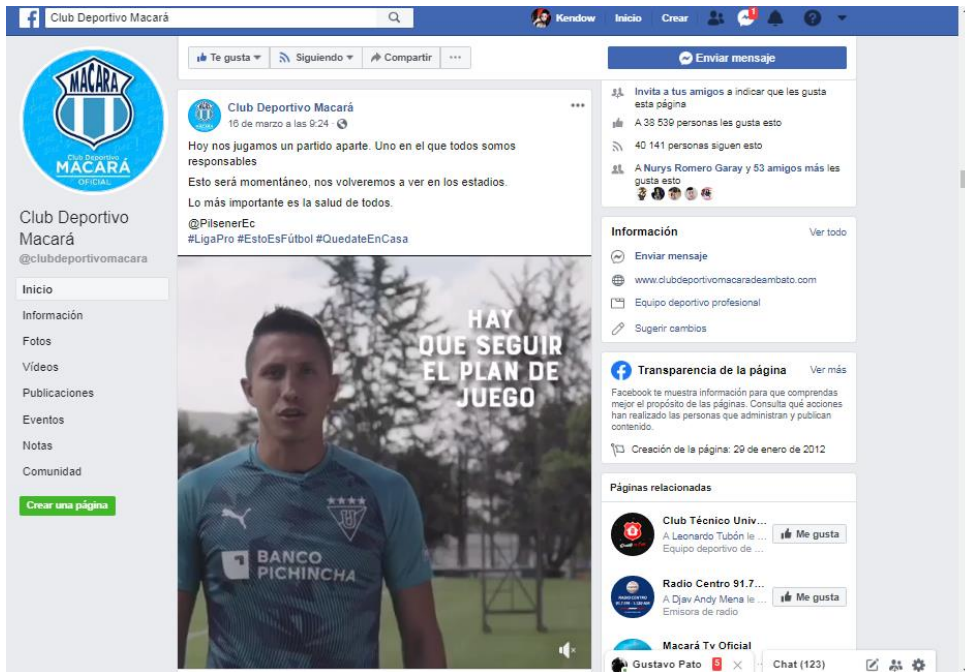 Club Deportivo Macará
Kendow
Inicio
Crear
1
MACARA
Club Deportivo
MACARÁ
OFICIAL
Club Deportivo
Macará
@clubdeportivomacara
Inicio
Información
Fotos
Vídeos
Publicaciones
Eventos
Notas
Comunidad
Crear una página
Te gusta
Siguiendo
Compartir
Club Deportivo Macará
16 de marzo a las 9:24
Hoy nos jugamos un partido aparte. Uno en el que todos somos
responsables
Esto será momentáneo, nos volveremos a ver en los estadios.
Lo más importante es la salud de todos.
@PilsenerEc
#LigaPro #EstoEsFútbol #QuedateEnCasa
HAY
QUE SEGUIR
EL PLAN DE
JUEGO
BANCO
PICHINCHA
Enviar mensaje
Invita a tus amigos a indicar que les gusta
esta página
A 38 539 personas les gusta esto
40 141 personas siguen esto
A Nurys Romero Garay y 53 amigos más les
gusta esto
Información
Ver todo
Enviar mensaje
www.clubdeportivomacaradeambato.com
Equipo deportivo profesional
Sugerir cambios
Transparencia de la página
Ver más
Facebook te muestra información para que comprendas
mejor el propósito de las páginas. Consulta qué acciones
han realizado las personas que administran y publican
contenido.
Creación de la página: 29 de enero de 2012
Páginas relacionadas
Club Técnico Univ...
A Leonardo Tubón le ...
Equipo deportivo de ...
Me gusta
Radio Centro 91.7...
A Djav Andy Mena le ...
Emisora de radio
Me gusta
Macará Tv Oficial
Gustavo Pato
5
Chat (123)